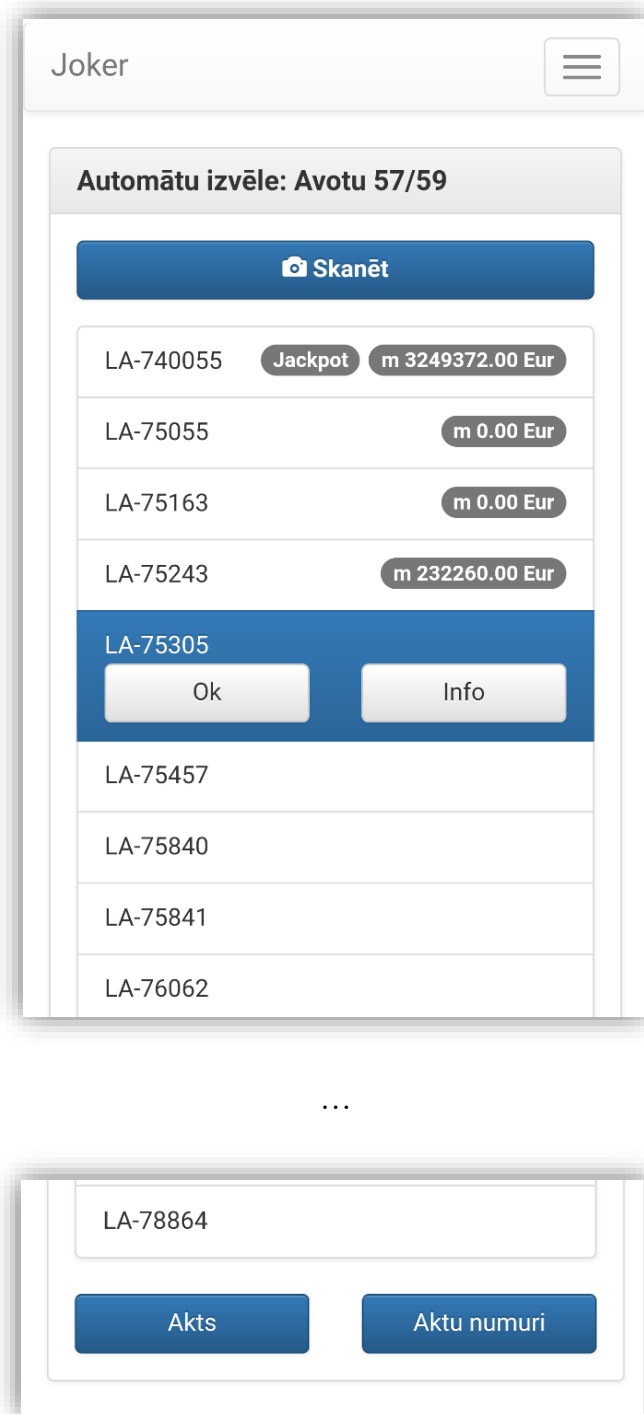 Joker
Automātu izvēle: Avotu 57/59
Skanēt
LA-740055 Jackpot m 3249372.00 Eur
LA-75055 m 0.00 Eur
LA-75163 m 0.00 Eur
LA-75243 m 232260.00 Eur
LA-75305
Ok Info
LA-75457
LA-75840
LA-75841
LA-76062
...
LA-78864
Akts Aktu numuri